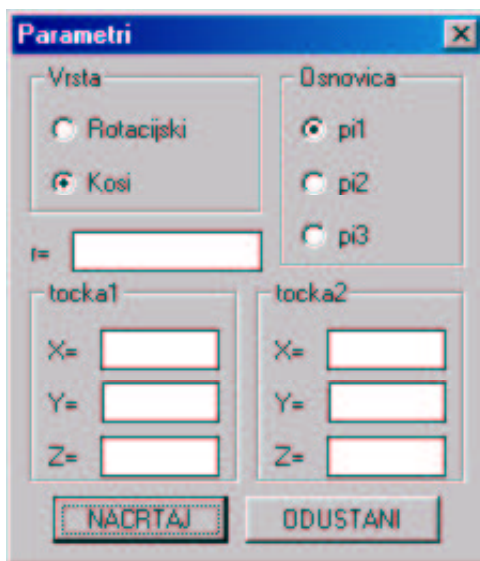 Parametri
Vrsta
Rotacijski
Kosi
Osnovica
pi1
pi2
pi3
r=
tocka1
X=
Y=
Z=
tocka2
X=
Y=
Z=
NACRTAJ
ODUSTANI